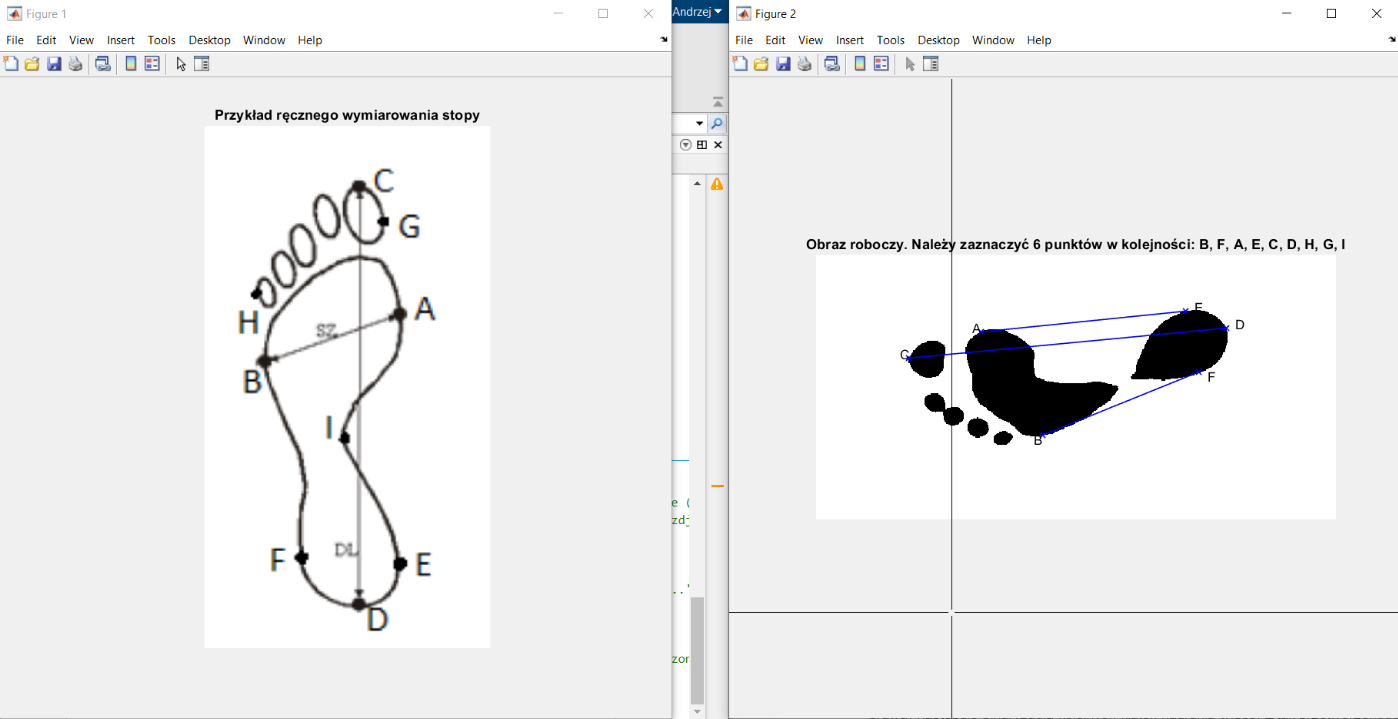 Figure 1
File Edit View Insert Tools Desktop Window Help
Przykład ręcznego wymiarowania stopy
C
G
H
SZ
A
B
I
F
DL
E
D
Andrzej
e (
zdj
..'
zor
Figure 2
File Edit View Insert Tools Desktop Window Help
Obraz roboczy. Należy zaznaczyć 6 punktów w kolejności: B, F, A, E, C, D, H, G, I
E
A
D
C
F
B